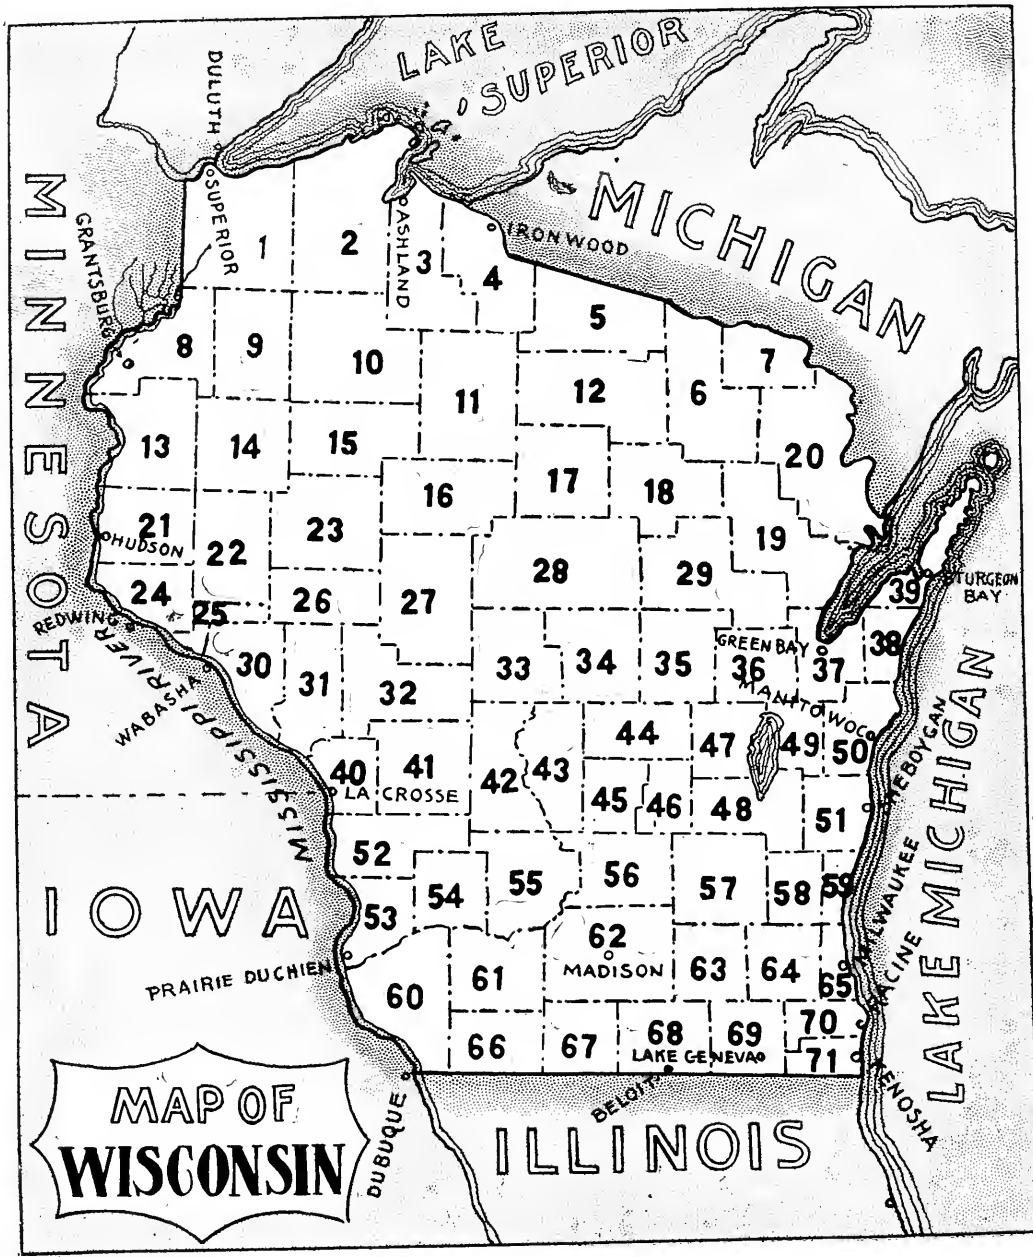 LAKE
SUPERIOR
DULUTH
SUPERIOR
MICHIGAN
MINNESOTA
GRANTSBURG
ASHLAND
IRONWOOD
1
2
3
4
5
6
7
8
9
10
11
12
13
14
15
16
17
18
19
20
21
HUDSON
22
23
24
25
26
27
28
29
REDWING
STURGEON
BAY
39
30
31
32
33
34
35
36
GREEN BAY
37
38
WABASHA
MISSISSIPPI RIVER
MANITOWOC
40
41
42
43
44
45
46
47
48
49
50
51
LA CROSSE
SHEBOYGAN
LAKE MICHIGAN
52
53
54
55
56
57
58
59
IOWA
MILWAUKEE
PRAIRIE DU CHIEN
60
61
62
MADISON
63
64
65
RACINE
66
67
68
69
70
71
LAKE GENEVA
BELOIT
KENOSHA
DUBUQUE
ILLINOIS
MAP OF
WISCONSIN